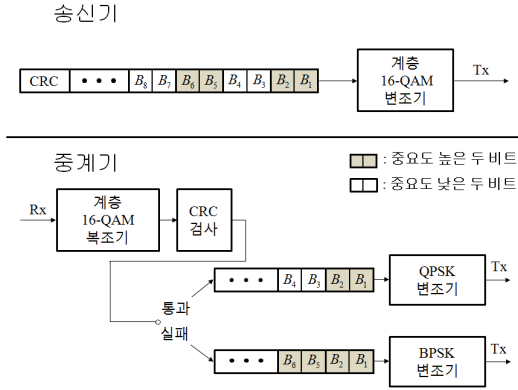 송신기
CRC • • • B8 B7 B6 B5 B4 B3 B2 B1
계층
16-QAM
변조기
Tx
중계기
: 중요도 높은 두 비트
: 중요도 낮은 두 비트
Rx
계층
16-QAM
복조기
CRC
검사
통과
실패
• • • B4 B3 B2 B1
QPSK
변조기
Tx
• • • B6 B5 B2 B1
BPSK
변조기
Tx